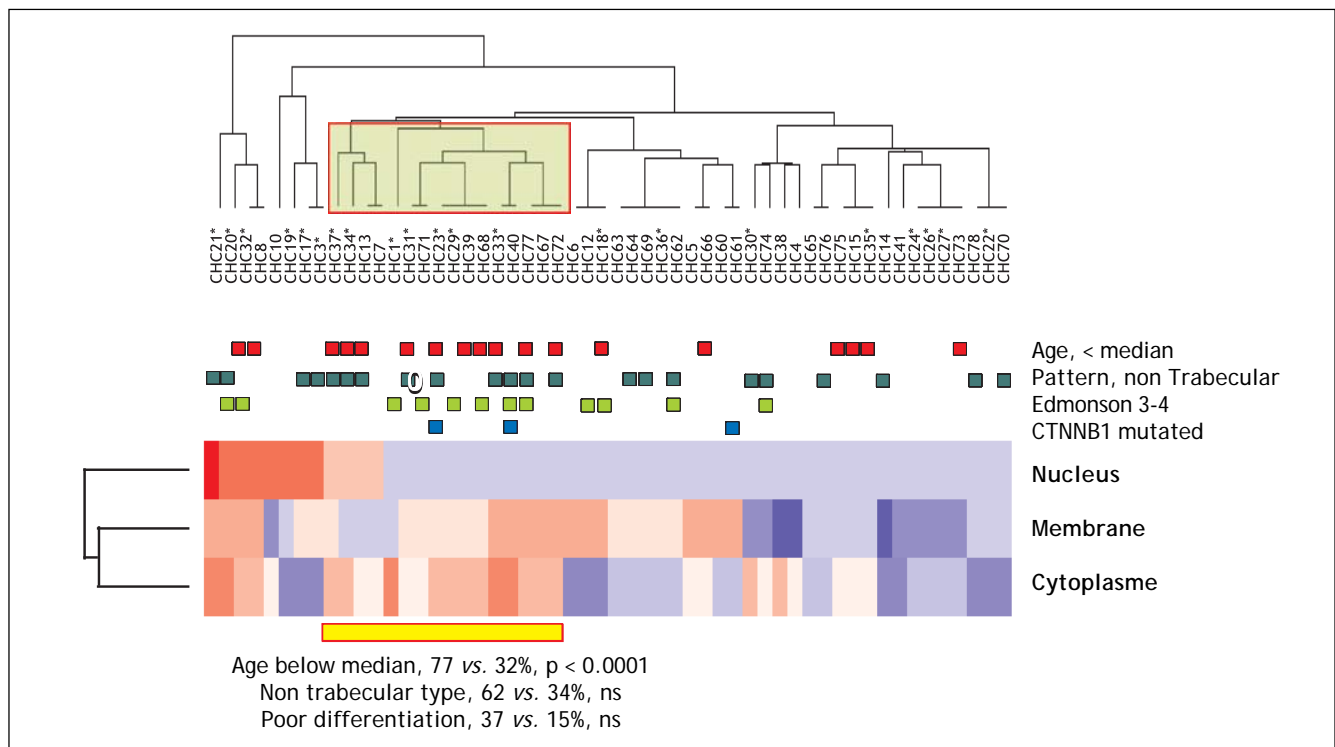 CHC21*
CHC20*
CHC32*
CHC8
CHC10
CHC19*
CHC17*
CHC3*
CHC37*
CHC34*
CHC13
CHC7
CHC1*
CHC31*
CHC71
CHC23*
CHC29*
CHC39
CHC68
CHC33*
CHC40
CHC77
CHC67
CHC72
CHC6
CHC12
CHC18*
CHC63
CHC64
CHC69
CHC36*
CHC62
CHC5
CHC66
CHC60
CHC61
CHC30*
CHC74
CHC38
CHC4
CHC65
CHC76
CHC75
CHC15
CHC35*
CHC14
CHC41
CHC24*
CHC26*
CHC27*
CHC73
CHC78
CHC22*
CHC70
Age, < median
Pattern, non Trabecular
Edmonson 3-4
CTNNB1 mutated
Nucleus
Membrane
Cytoplasme
Age below median, 77 vs. 32%, p < 0.0001
Non trabecular type, 62 vs. 34%, ns
Poor differentiation, 37 vs. 15%, ns